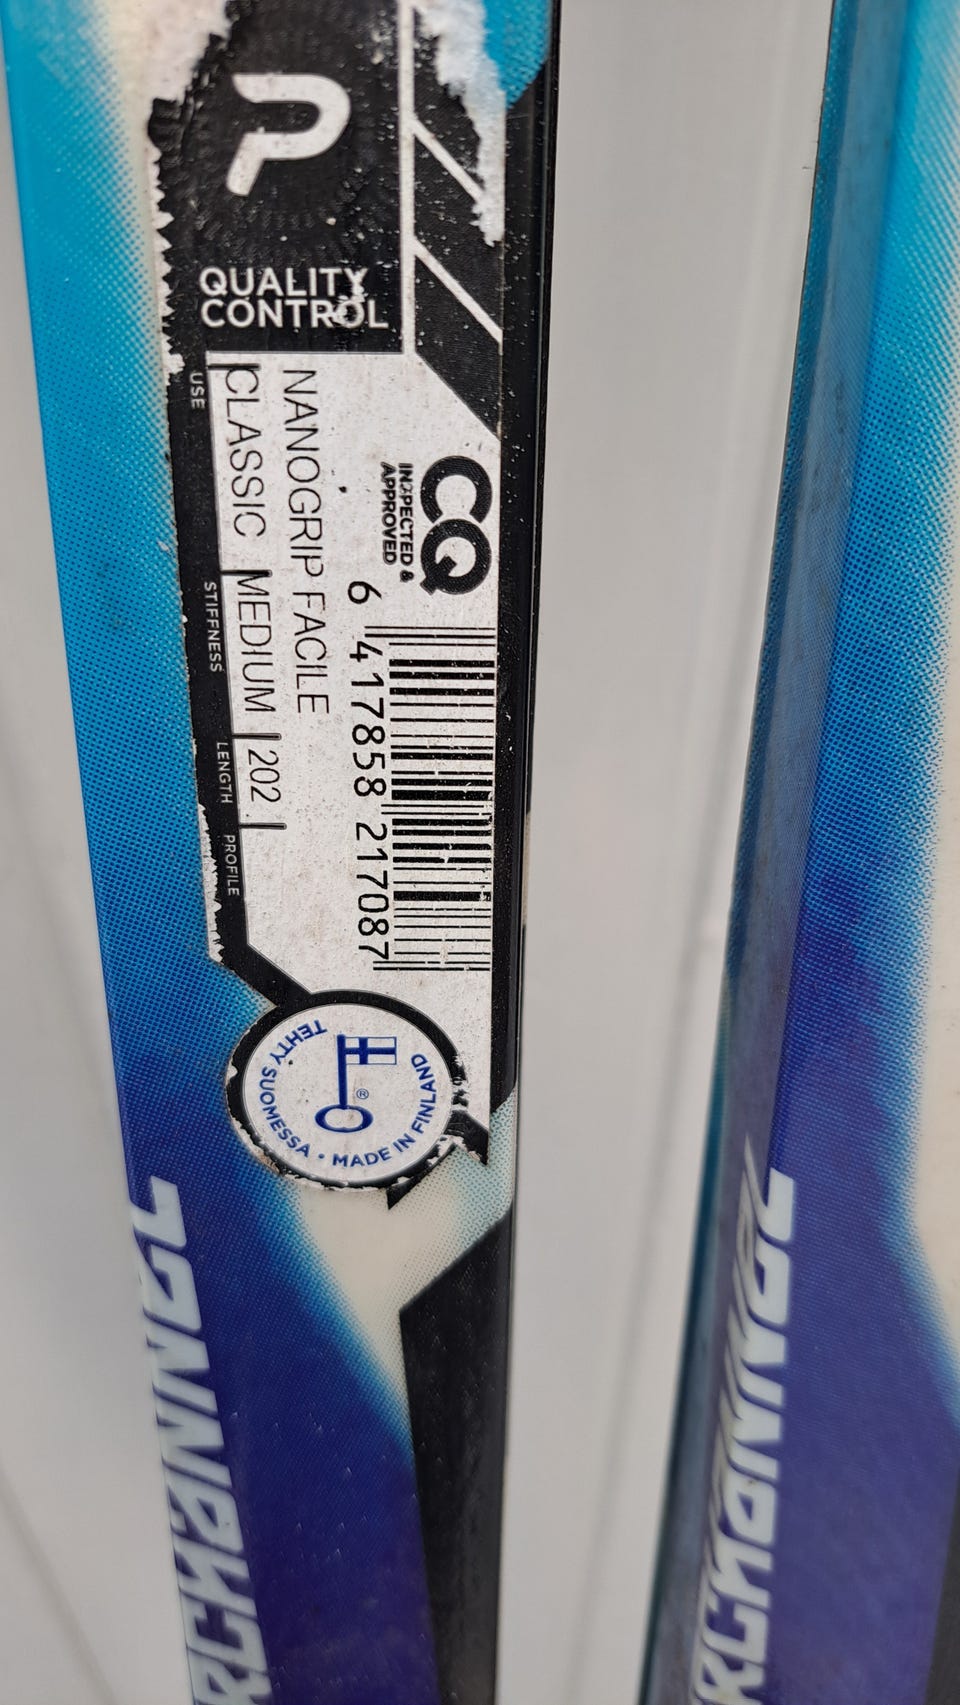 P
QUALITY
CONTROL
CQ
INSPECTED &
APPROVED
6 417858 217087
NANOGRIP FACILE
CLASSIC MEDIUM 202
USE STIFFNESS LENGTH PROFILE
TEHTY SUOMESSA • MADE IN FINLAND
®